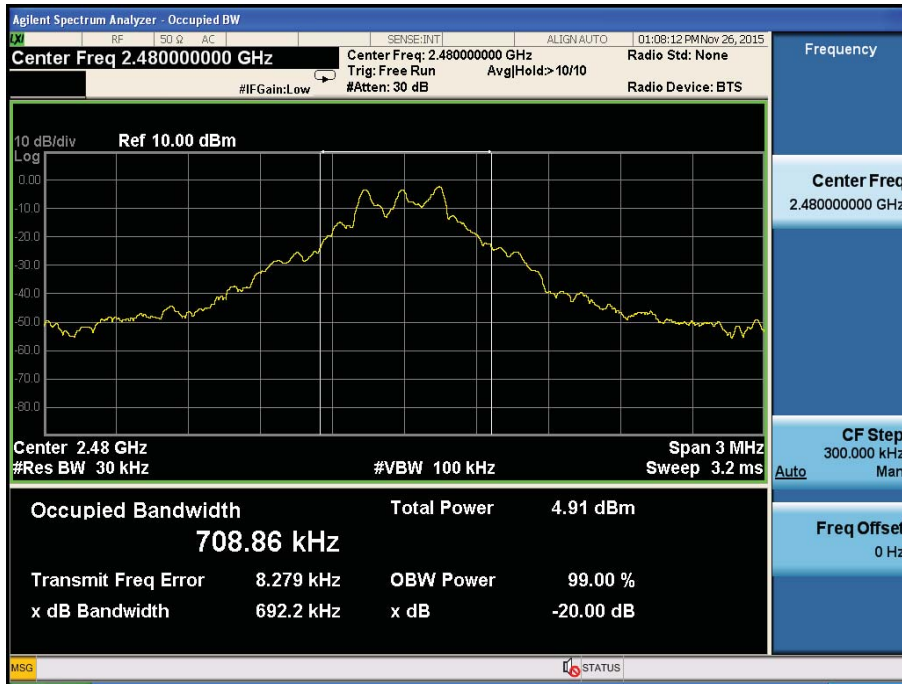 Agilent Spectrum Analyzer - Occupied BW
LXI RF 50 Ω AC SENSE:INT ALIGN AUTO 01:08:12 PM Nov 26, 2015
Center Freq 2.480000000 GHz
Center Freq: 2.480000000 GHz Radio Std: None
Trig: Free Run Avg|Hold:>10/10
#IFGain:Low #Atten: 30 dB Radio Device: BTS
10 dB/div Ref 10.00 dBm
Log
0.00
-10.0
-20.0
-30.0
-40.0
-50.0
-60.0
-70.0
-80.0
Center 2.48 GHz Span 3 MHz
#Res BW 30 kHz #VBW 100 kHz Sweep 3.2 ms
Occupied Bandwidth Total Power 4.91 dBm
708.86 kHz
Transmit Freq Error 8.279 kHz OBW Power 99.00 %
x dB Bandwidth 692.2 kHz x dB -20.00 dB
MSG STATUS
Frequency
Center Freq
2.480000000 GHz
CF Step
300.000 kHz
Auto Man
Freq Offset
0 Hz